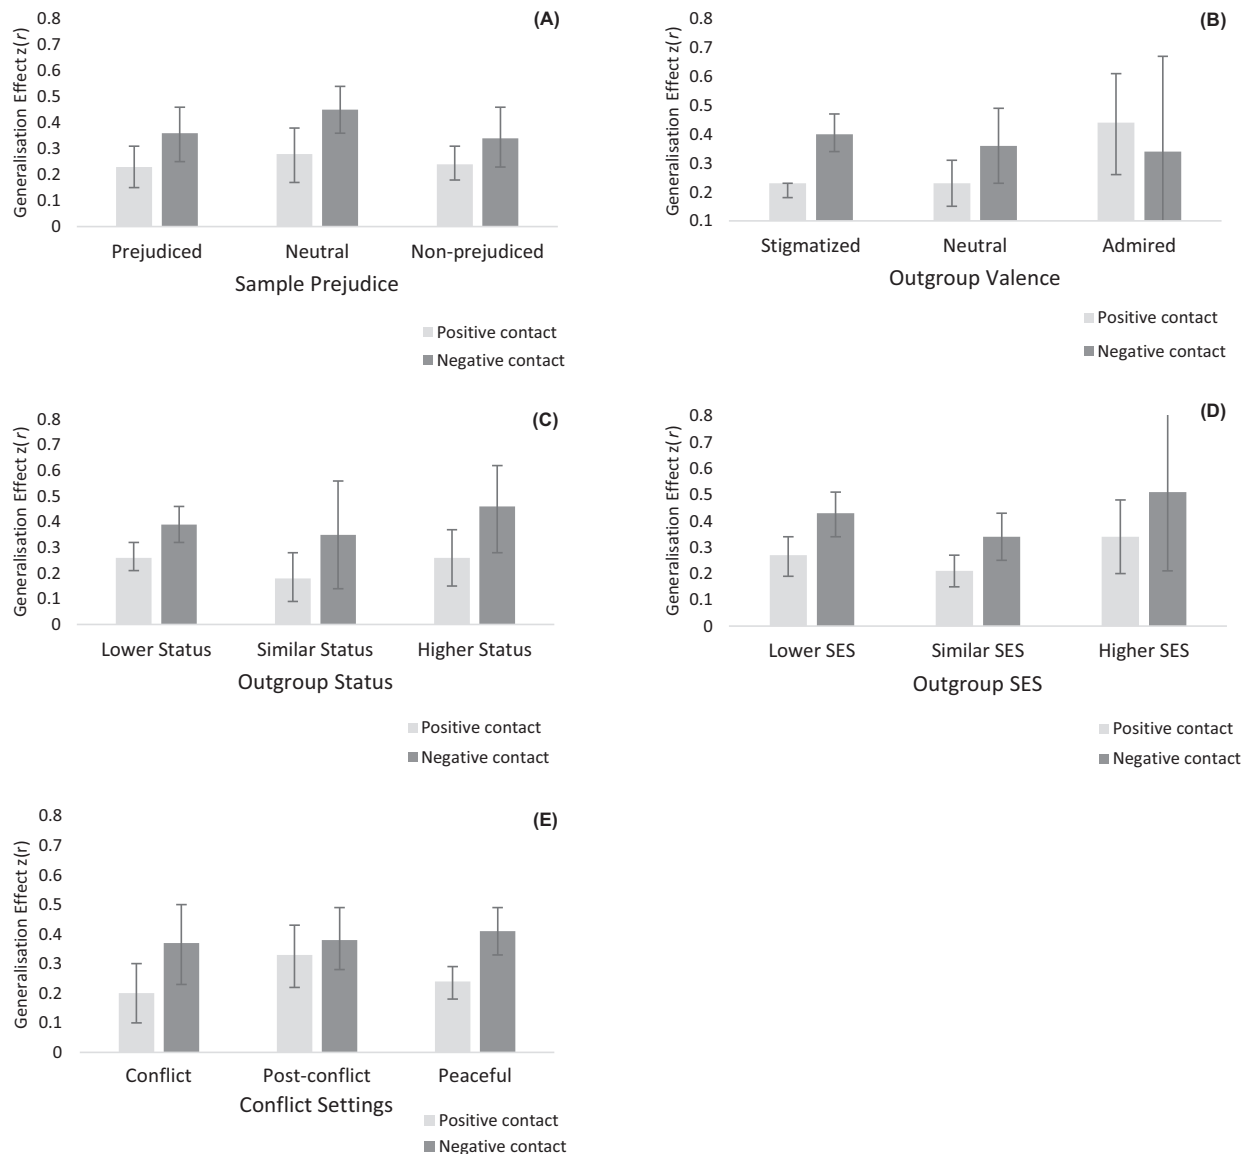 (A)
Generalisation Effect z(r)
0.8
0.7
0.6
0.5
0.4
0.3
0.2
0.1
0
Prejudiced Neutral Non-prejudiced
Sample Prejudice
Positive contact
Negative contact
(B)
Generalisation Effect z(r)
0.8
0.7
0.6
0.5
0.4
0.3
0.2
0.1
Stigmatized Neutral Admired
Outgroup Valence
Positive contact
Negative contact
(C)
Generalisation Effect z(r)
0.8
0.7
0.6
0.5
0.4
0.3
0.2
0.1
0
Lower Status Similar Status Higher Status
Outgroup Status
Positive contact
Negative contact
(D)
Generalisation Effect z(r)
0.8
0.7
0.6
0.5
0.4
0.3
0.2
0.1
0
Lower SES Similar SES Higher SES
Outgroup SES
Positive contact
Negative contact
(E)
Generalisation Effect z(r)
0.8
0.7
0.6
0.5
0.4
0.3
0.2
0.1
0
Conflict Post-conflict Peaceful
Conflict Settings
Positive contact
Negative contact